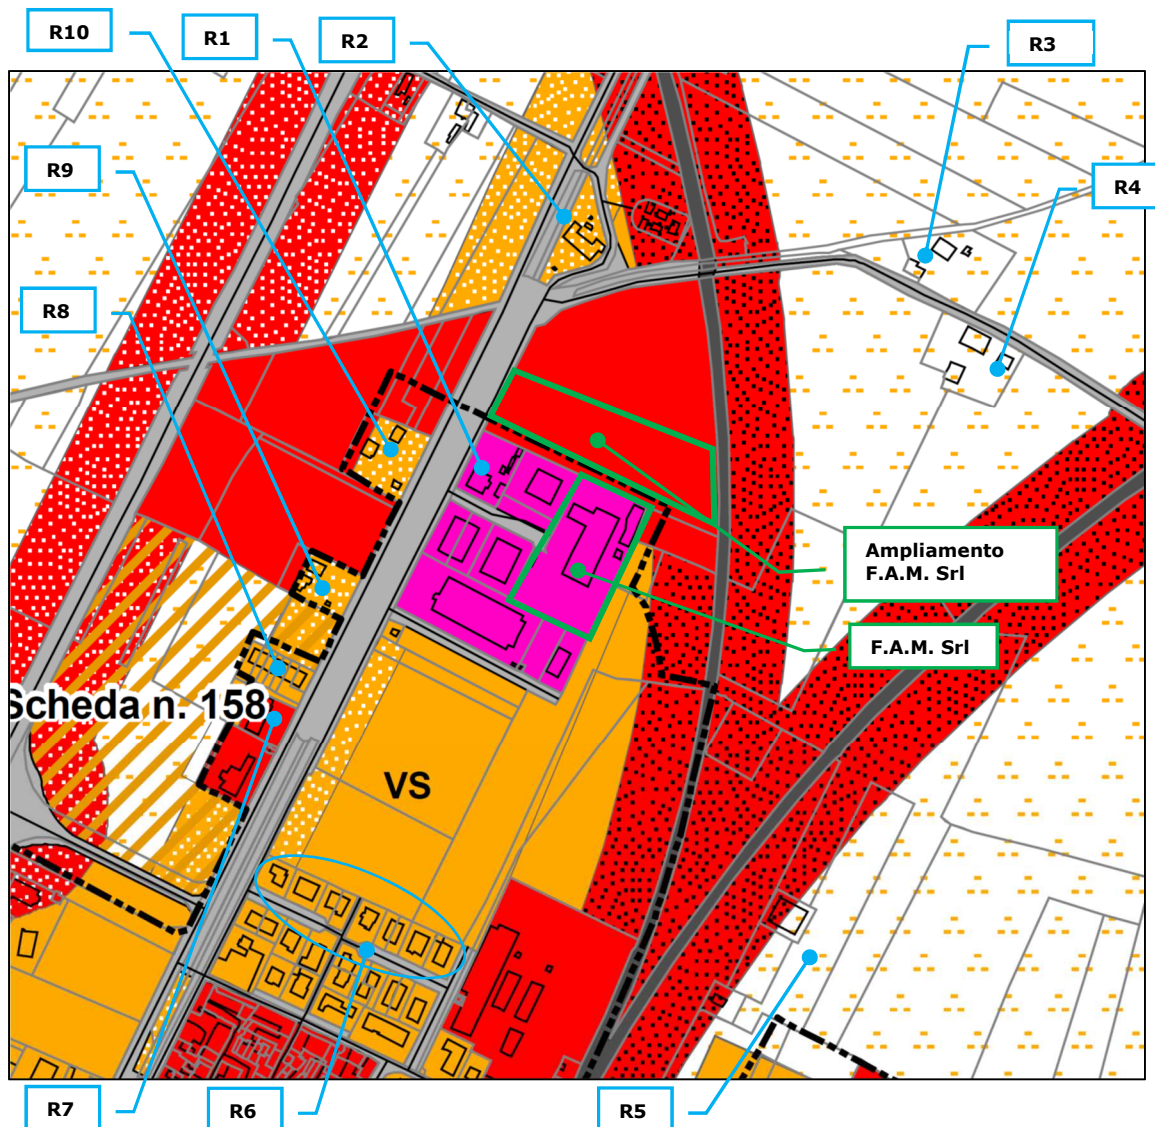 R10
R1
R2
R3
R9
R4
R8
Ampliamento
F.A.M. Srl
F.A.M. Srl
Scheda n. 158
VS
R7
R6
R5